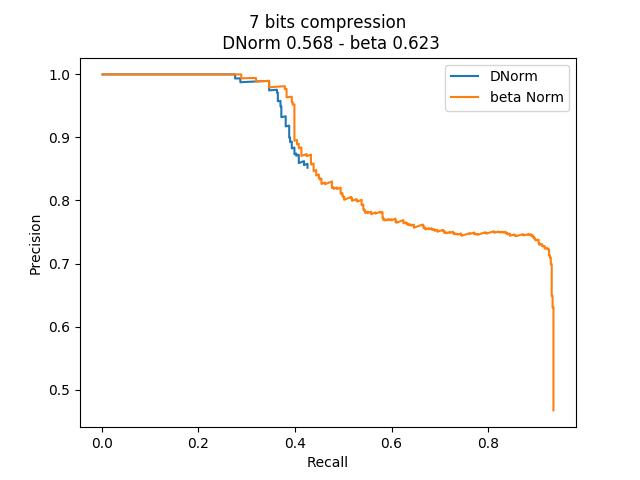 7 bits compression
DNorm 0.568 - beta 0.623
DNorm
beta Norm
1.0
0.9
0.8
0.7
0.6
0.5
Precision
0.0
0.2
0.4
0.6
0.8
Recall